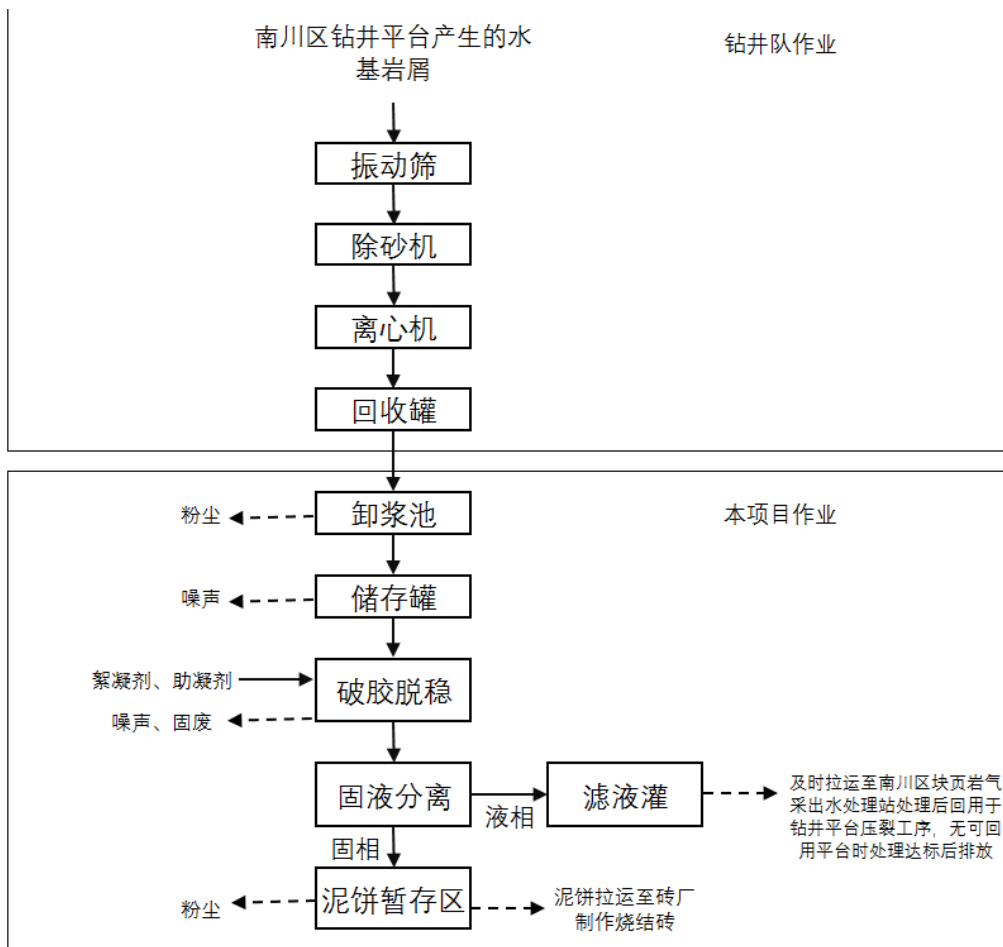 南川区钻井平台产生的水
基岩屑
钻井队作业
振动筛
除砂机
离心机
回收罐
卸浆池
粉尘
本项目作业
储存罐
噪声
破胶脱稳
絮凝剂、助凝剂
噪声、固废
固液分离
液相
滤液灌
及时拉运至南川区块页岩气
采出水处理站处理后回用于
钻井平台压裂工序，无可回
用平台时处理达标后排放
固相
泥饼暂存区
粉尘
泥饼拉运至砖厂
制作烧结砖